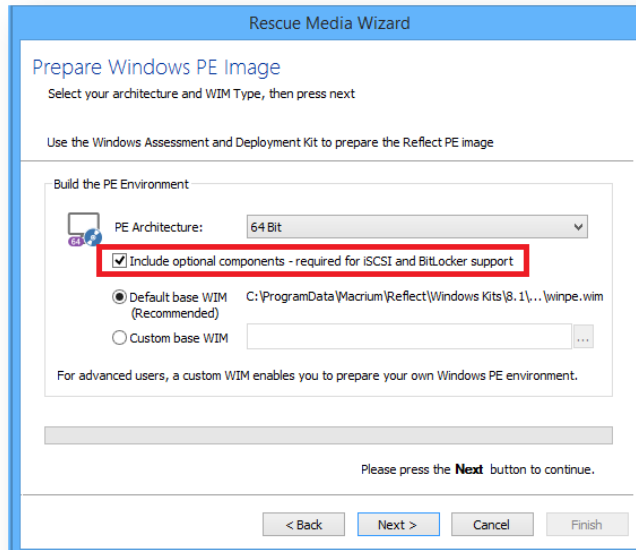 Rescue Media Wizard
Prepare Windows PE Image
Select your architecture and WIM Type, then press next
Use the Windows Assessment and Deployment Kit to prepare the Reflect PE image
Build the PE Environment
64
PE Architecture:
64 Bit
Include optional components - required for iSCSI and BitLocker support
Default base WIM C:\ProgramData\Macrium\Reflect\Windows Kits\8.1\...\winpe.wim
(Recommended)
Custom base WIM
...
For advanced users, a custom WIM enables you to prepare your own Windows PE environment.
Please press the Next button to continue.
< Back Next > Cancel Finish